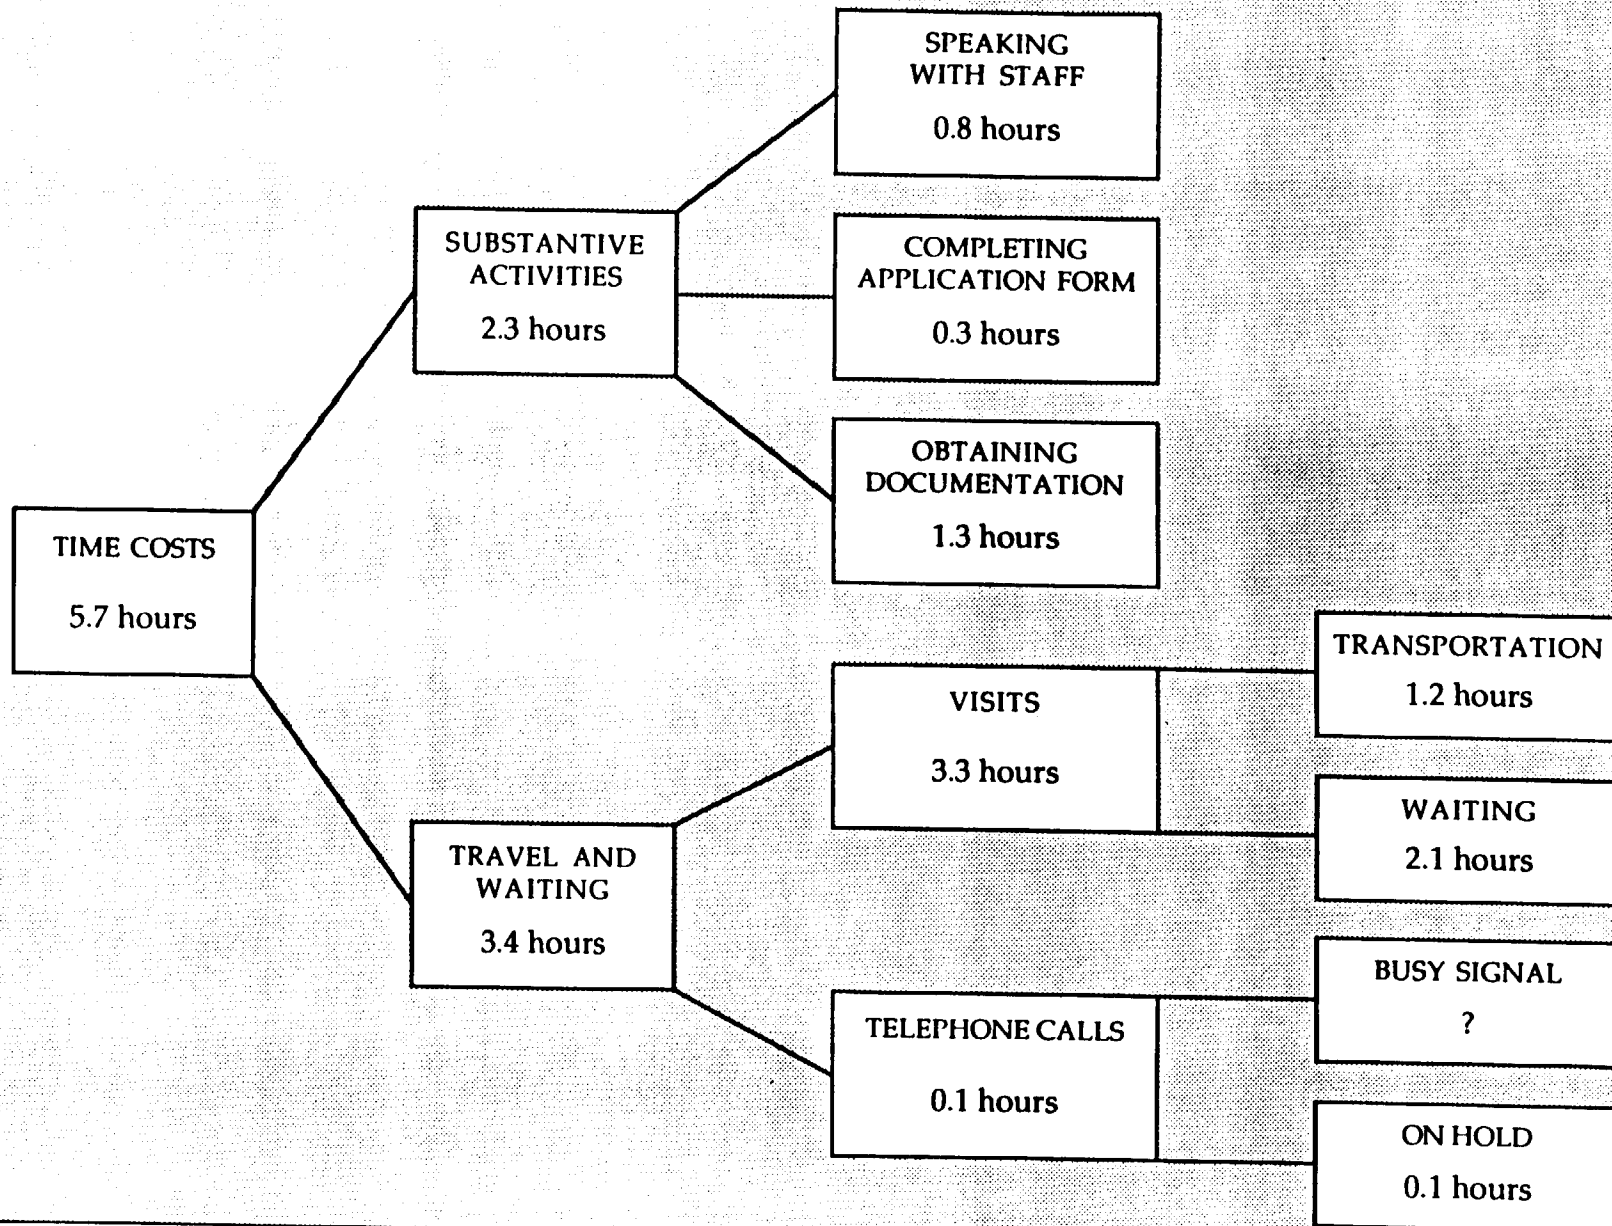 SPEAKING
WITH STAFF
0.8 hours
SUBSTANTIVE
ACTIVITIES
2.3 hours
COMPLETING
APPLICATION FORM
0.3 hours
OBTAINING
DOCUMENTATION
1.3 hours
TIME COSTS
5.7 hours
TRAVEL AND
WAITING
3.4 hours
VISITS
3.3 hours
TRANSPORTATION
1.2 hours
WAITING
2.1 hours
TELEPHONE CALLS
0.1 hours
BUSY SIGNAL
?
ON HOLD
0.1 hours